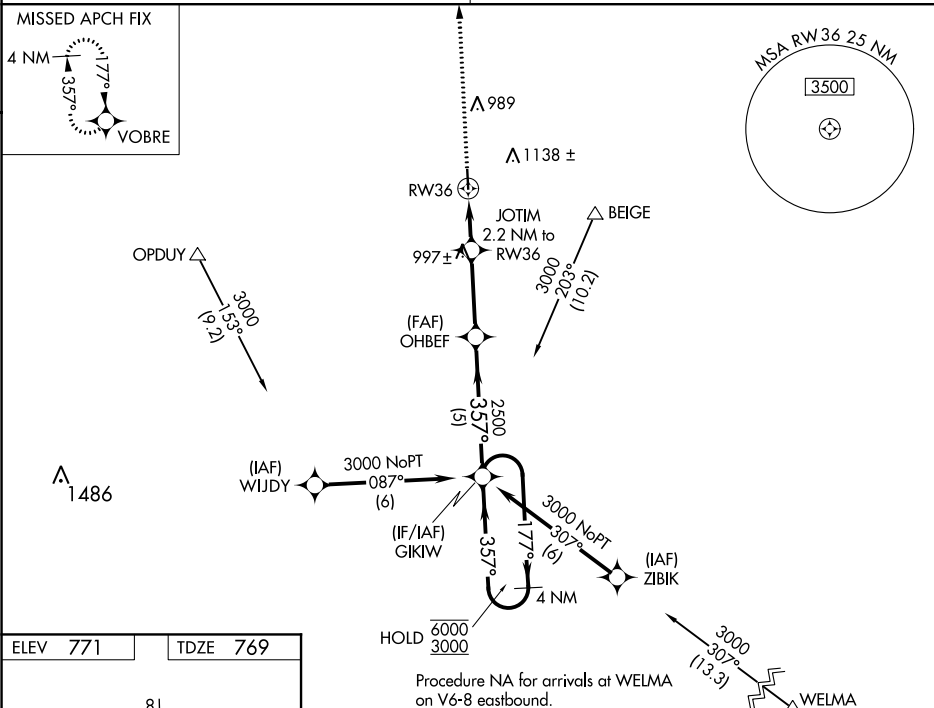 MISSED APCH FIX
4 NM
177°
357°
VOBRE
MSA RW 36 25 NM
3500
989
1138 ±
RW36
JOTIM
2.2 NM to
RW36
997 ±
BEIGE
3000
203°
(10.2)
OPDUY
3000
153°
(9.2)
(FAF)
OHBEF
2500
357°
(5)
1486
(IAF)
WIJDY
3000 NoPT
087°
(6)
(IF/IAF)
GIKIW
357°
177°
4 NM
HOLD 6000
3000
3000 NoPT
307°
(6)
(IAF)
ZIBIK
3000
307°
(13.3)
WELMA
Procedure NA for arrivals at WELMA
on V6-8 eastbound.
ELEV 771
TDZE 769